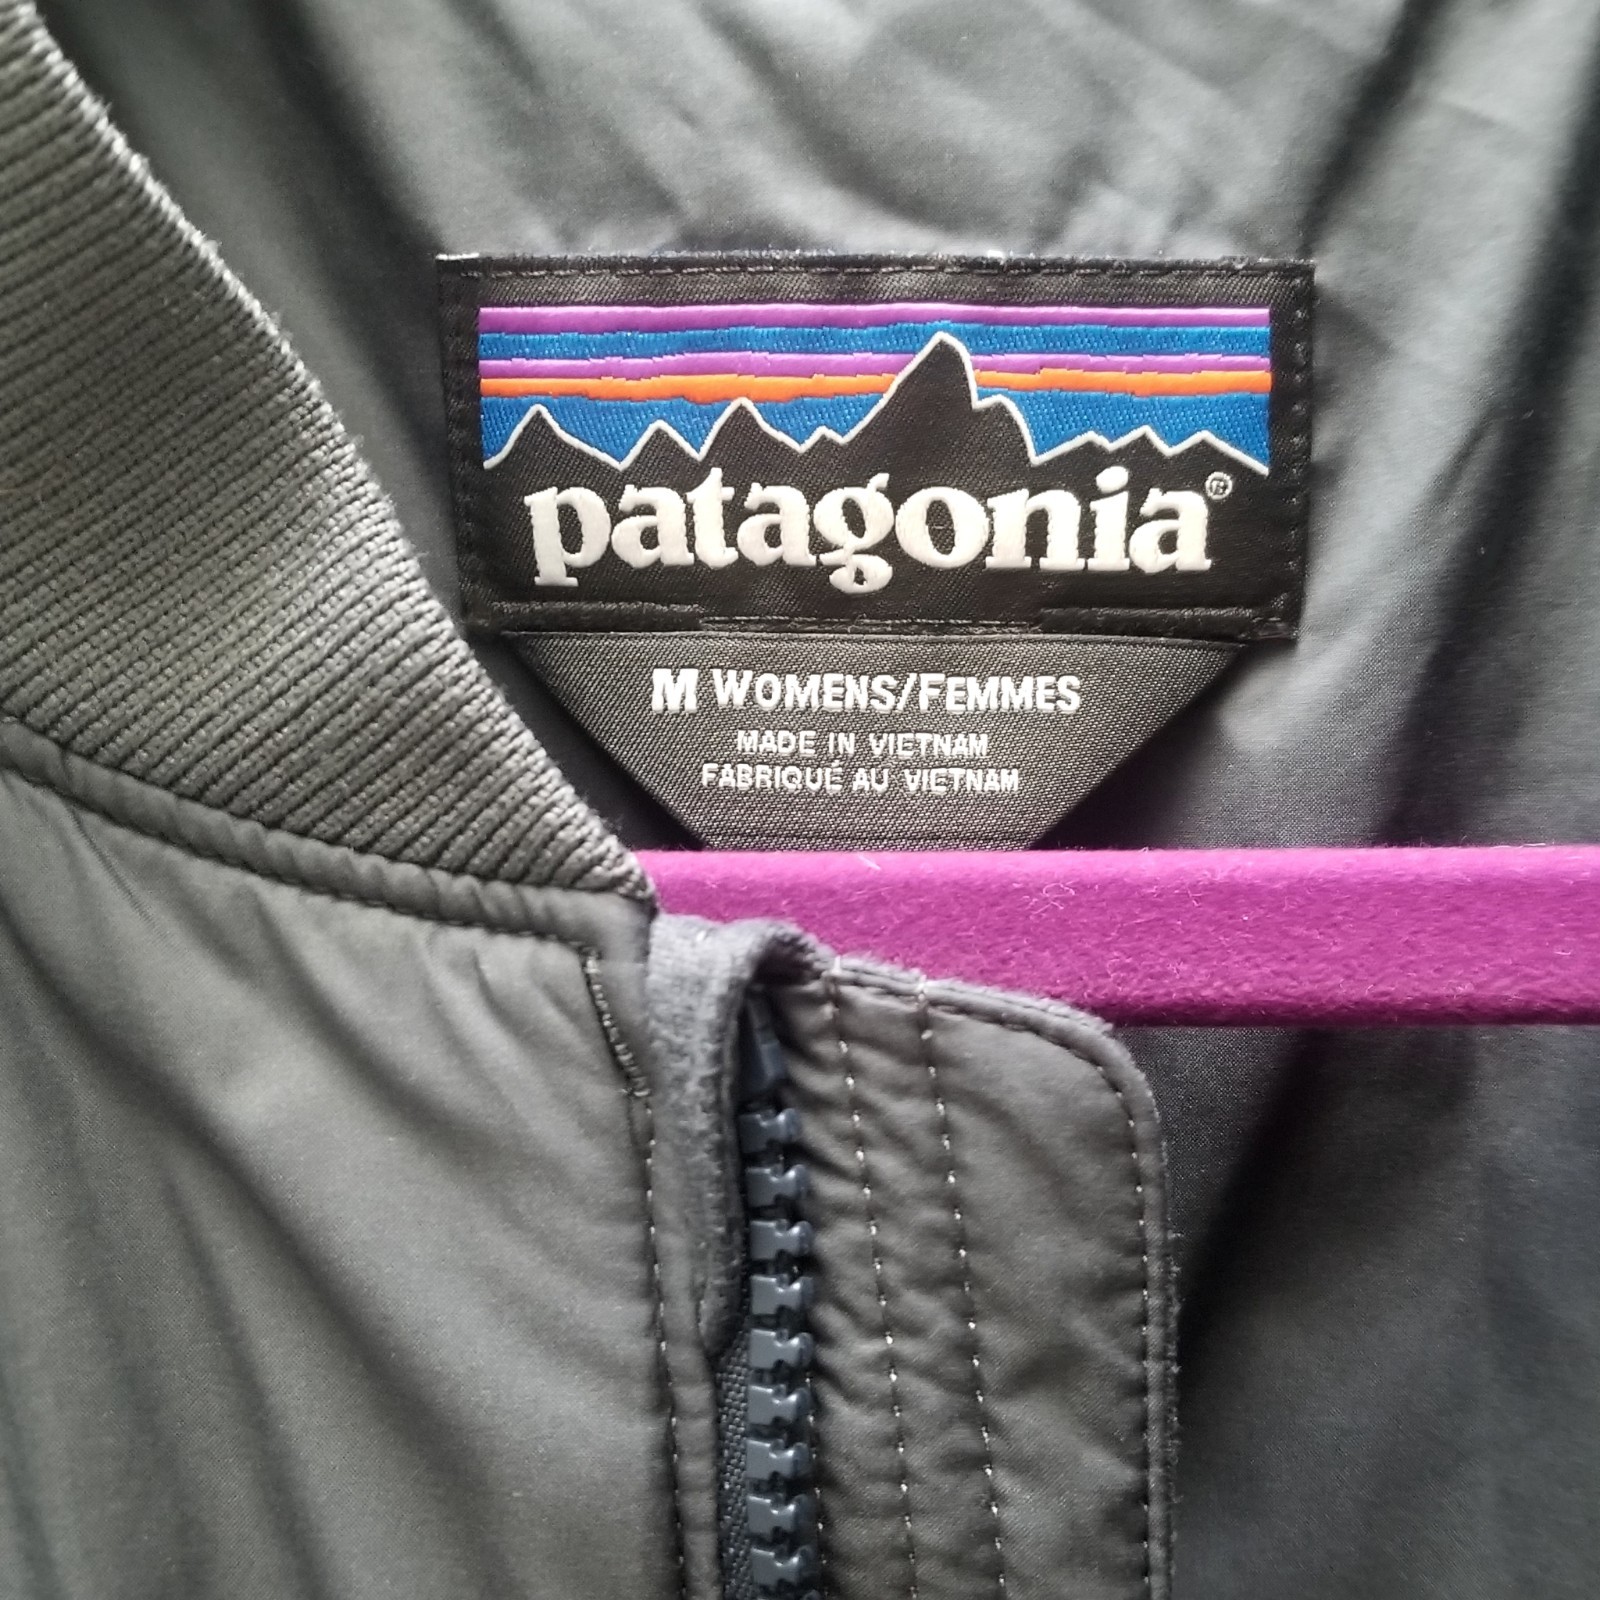 patagonia®
M WOMENS/FEMMES
MADE IN VIETNAM
FABRIQUÉ AU VIETNAM